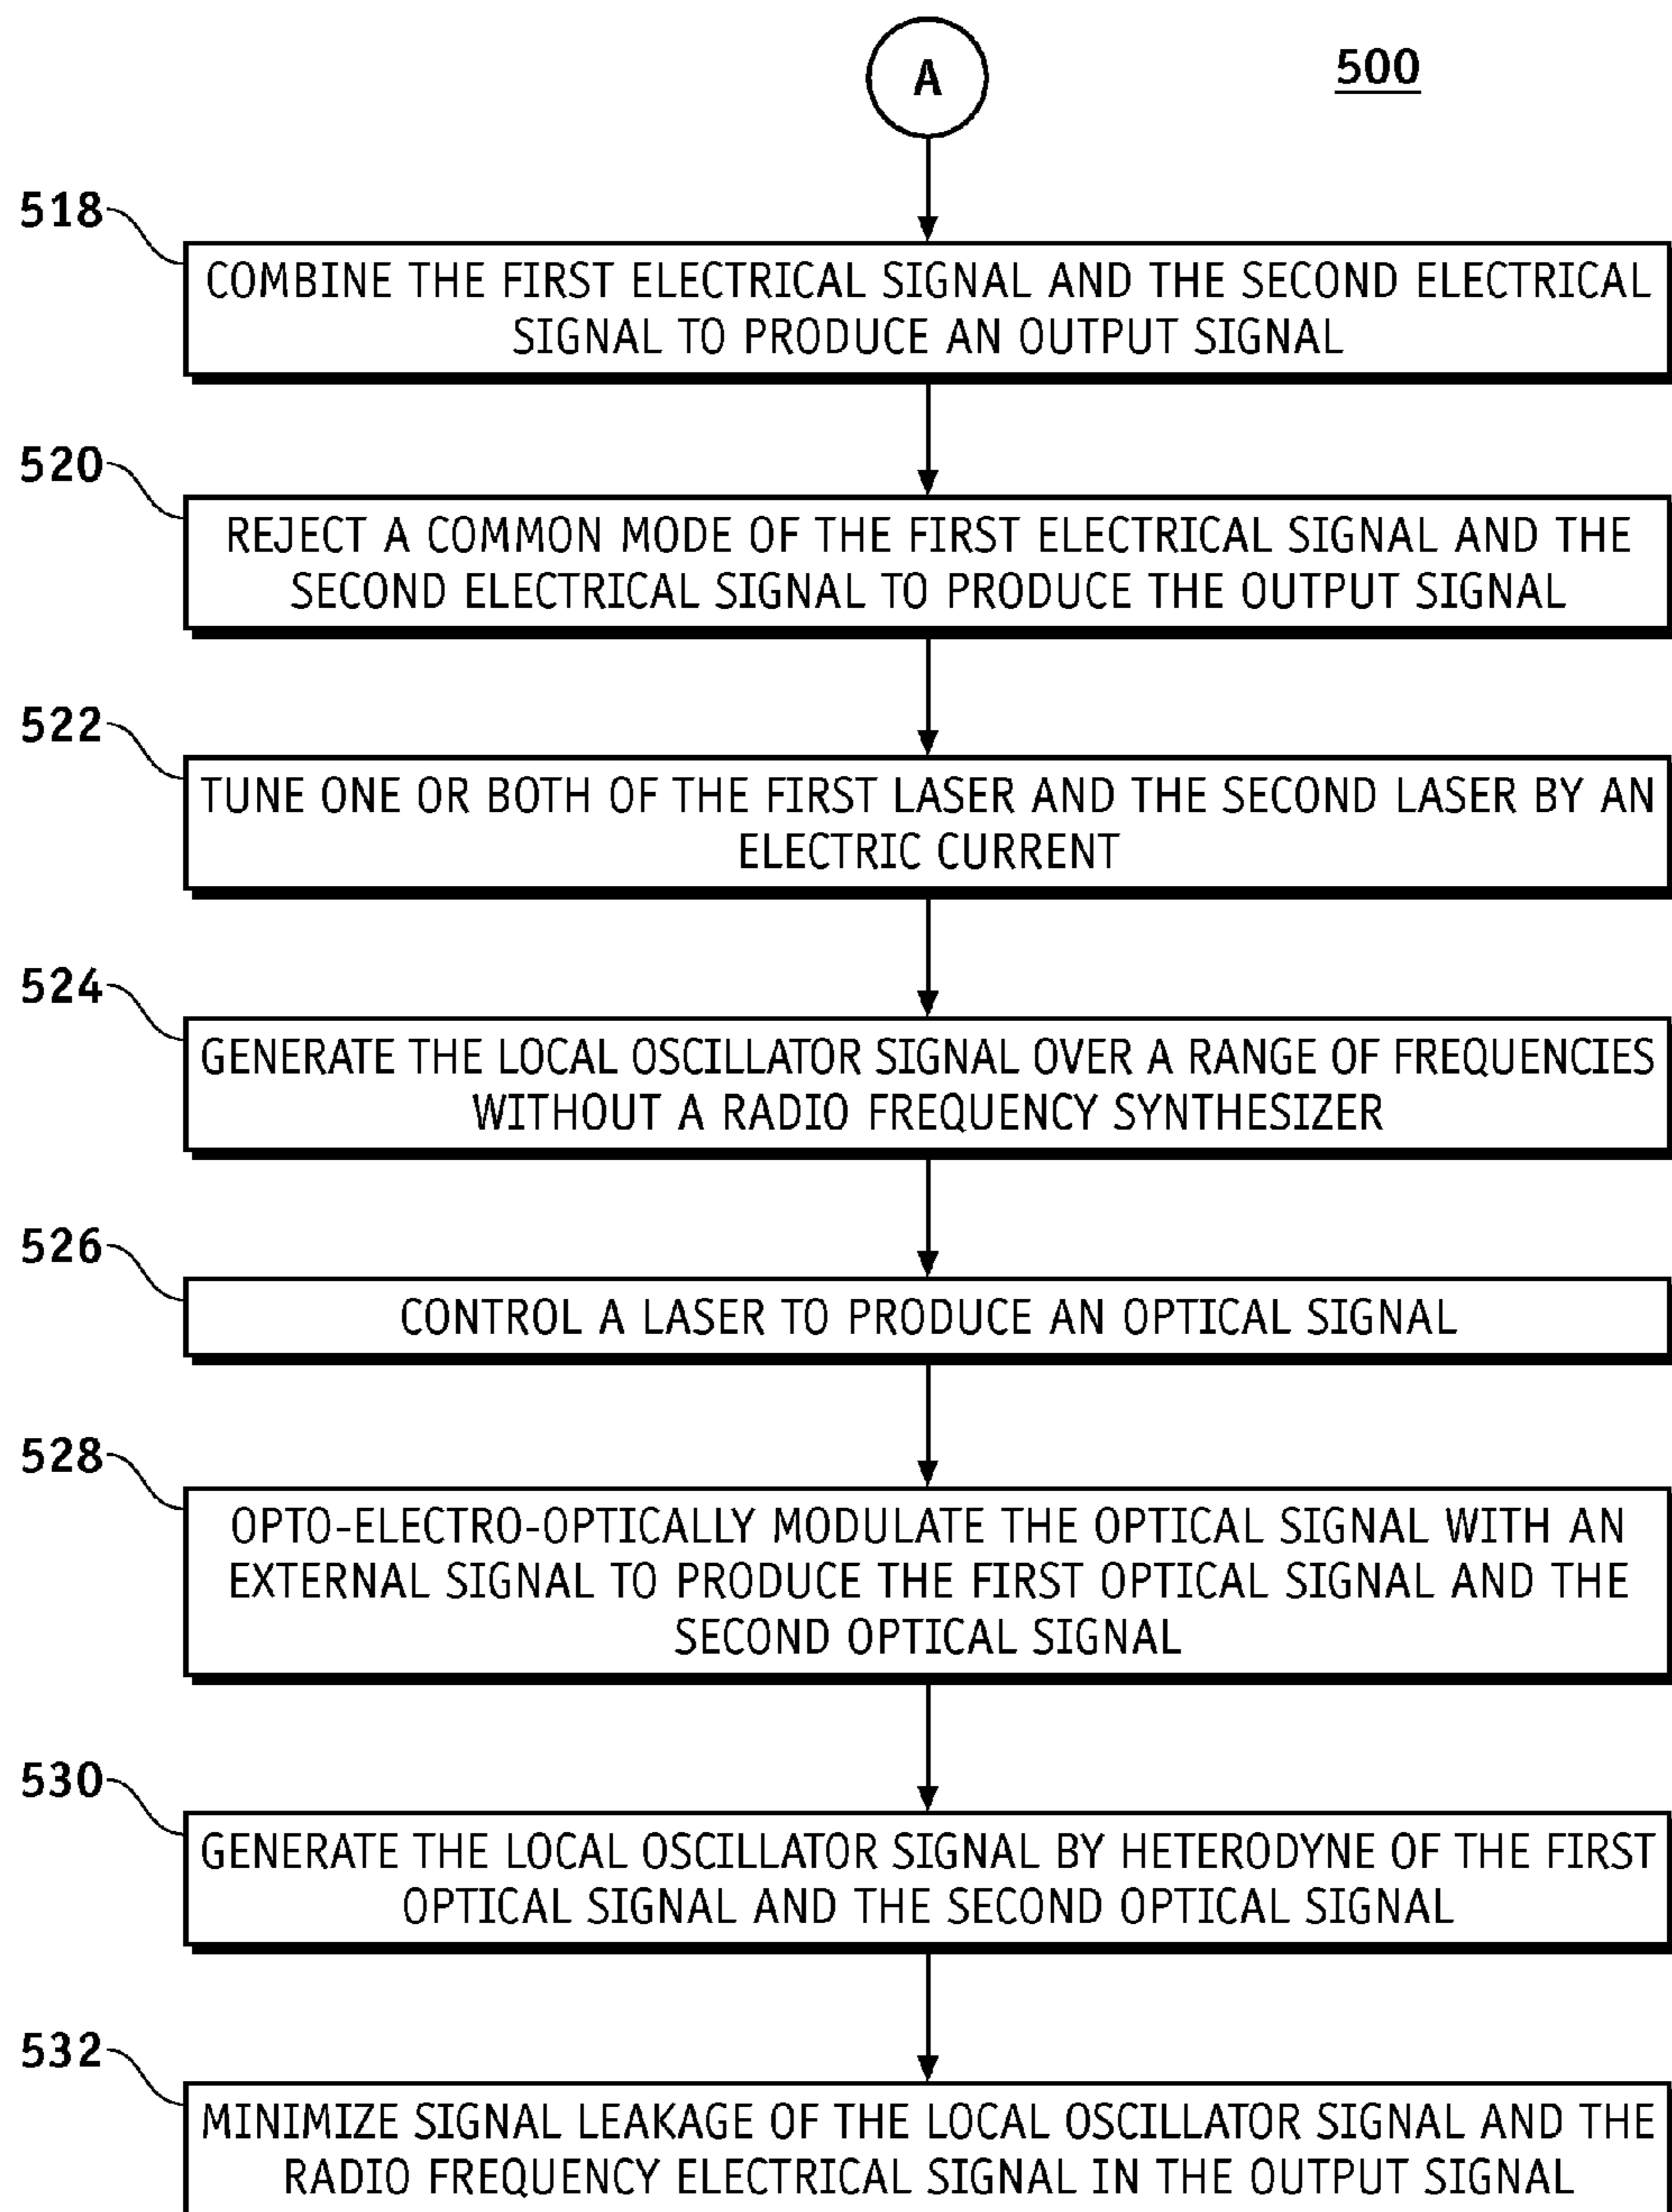 A
500
518
COMBINE THE FIRST ELECTRICAL SIGNAL AND THE SECOND ELECTRICAL
SIGNAL TO PRODUCE AN OUTPUT SIGNAL
520
REJECT A COMMON MODE OF THE FIRST ELECTRICAL SIGNAL AND THE
SECOND ELECTRICAL SIGNAL TO PRODUCE THE OUTPUT SIGNAL
522
TUNE ONE OR BOTH OF THE FIRST LASER AND THE SECOND LASER BY AN
ELECTRIC CURRENT
524
GENERATE THE LOCAL OSCILLATOR SIGNAL OVER A RANGE OF FREQUENCIES
WITHOUT A RADIO FREQUENCY SYNTHESIZER
526
CONTROL A LASER TO PRODUCE AN OPTICAL SIGNAL
528
OPTO-ELECTRO-OPTICALLY MODULATE THE OPTICAL SIGNAL WITH AN
EXTERNAL SIGNAL TO PRODUCE THE FIRST OPTICAL SIGNAL AND THE
SECOND OPTICAL SIGNAL
530
GENERATE THE LOCAL OSCILLATOR SIGNAL BY HETERODYNE OF THE FIRST
OPTICAL SIGNAL AND THE SECOND OPTICAL SIGNAL
532
MINIMIZE SIGNAL LEAKAGE OF THE LOCAL OSCILLATOR SIGNAL AND THE
RADIO FREQUENCY ELECTRICAL SIGNAL IN THE OUTPUT SIGNAL